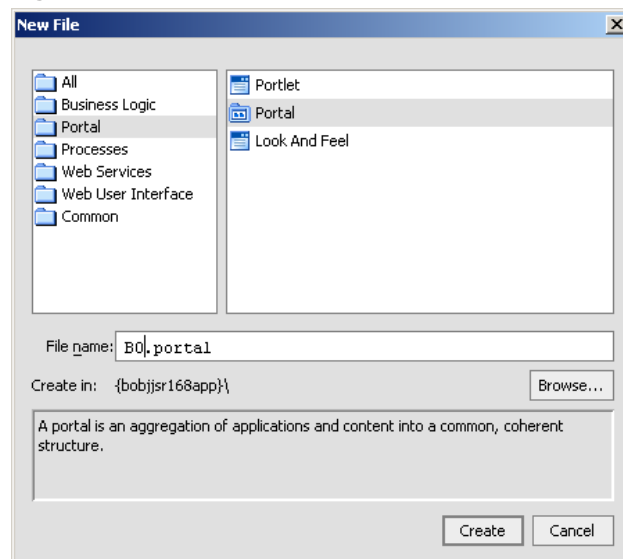 New File
All
Business Logic
Portal
Processes
Web Services
Web User Interface
Common
Portlet
Portal
Look And Feel
File name: BO.portal
Create in: {bobjjsr168app}\
Browse...
A portal is an aggregation of applications and content into a common, coherent
structure.
Create
Cancel